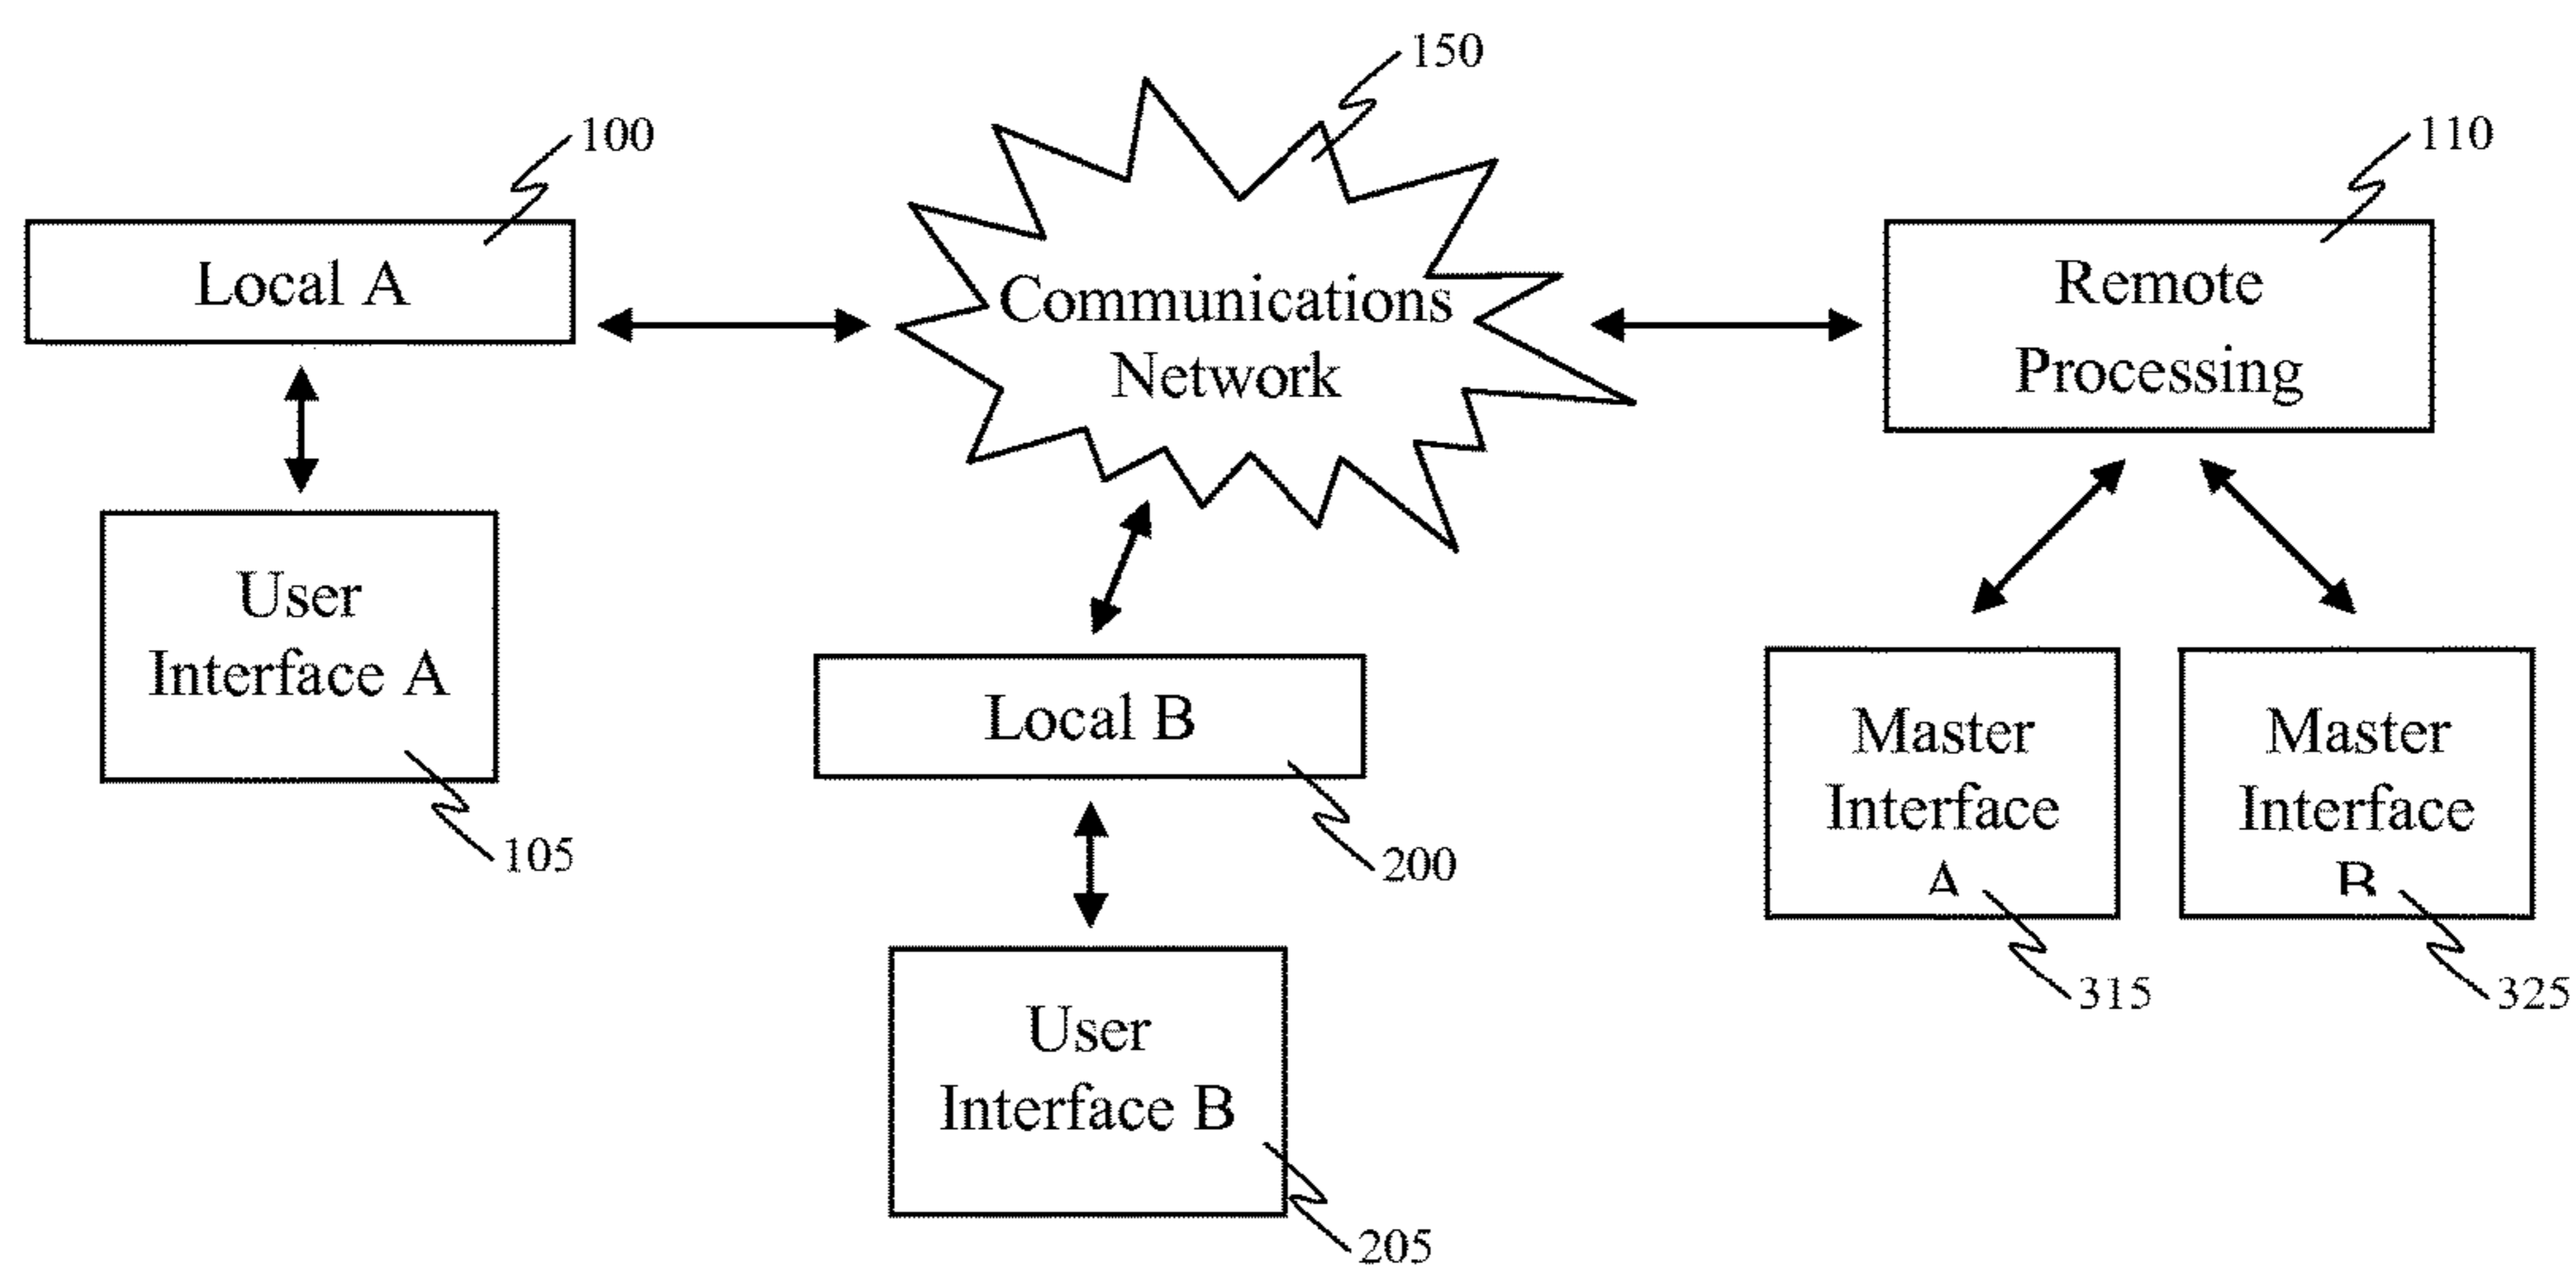 150
100
110
Local A
Communications
Network
Remote
Processing
User
Interface A
105
Local B
200
User
Interface B
205
Master
Interface
A
315
Master
Interface
B
325